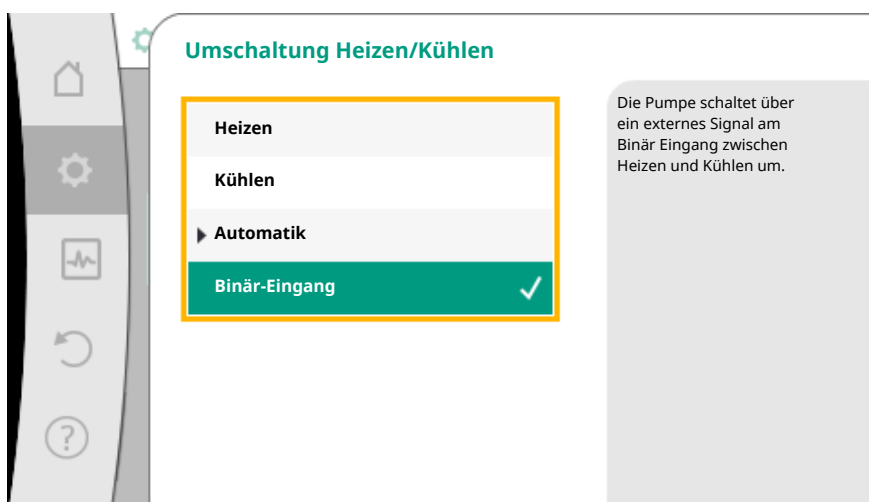 Umschaltung Heizen/Kühlen
Heizen
Kühlen
Automatik
Binär-Eingang
Die Pumpe schaltet über
ein externes Signal am
Binär Eingang zwischen
Heizen und Kühlen um.
?